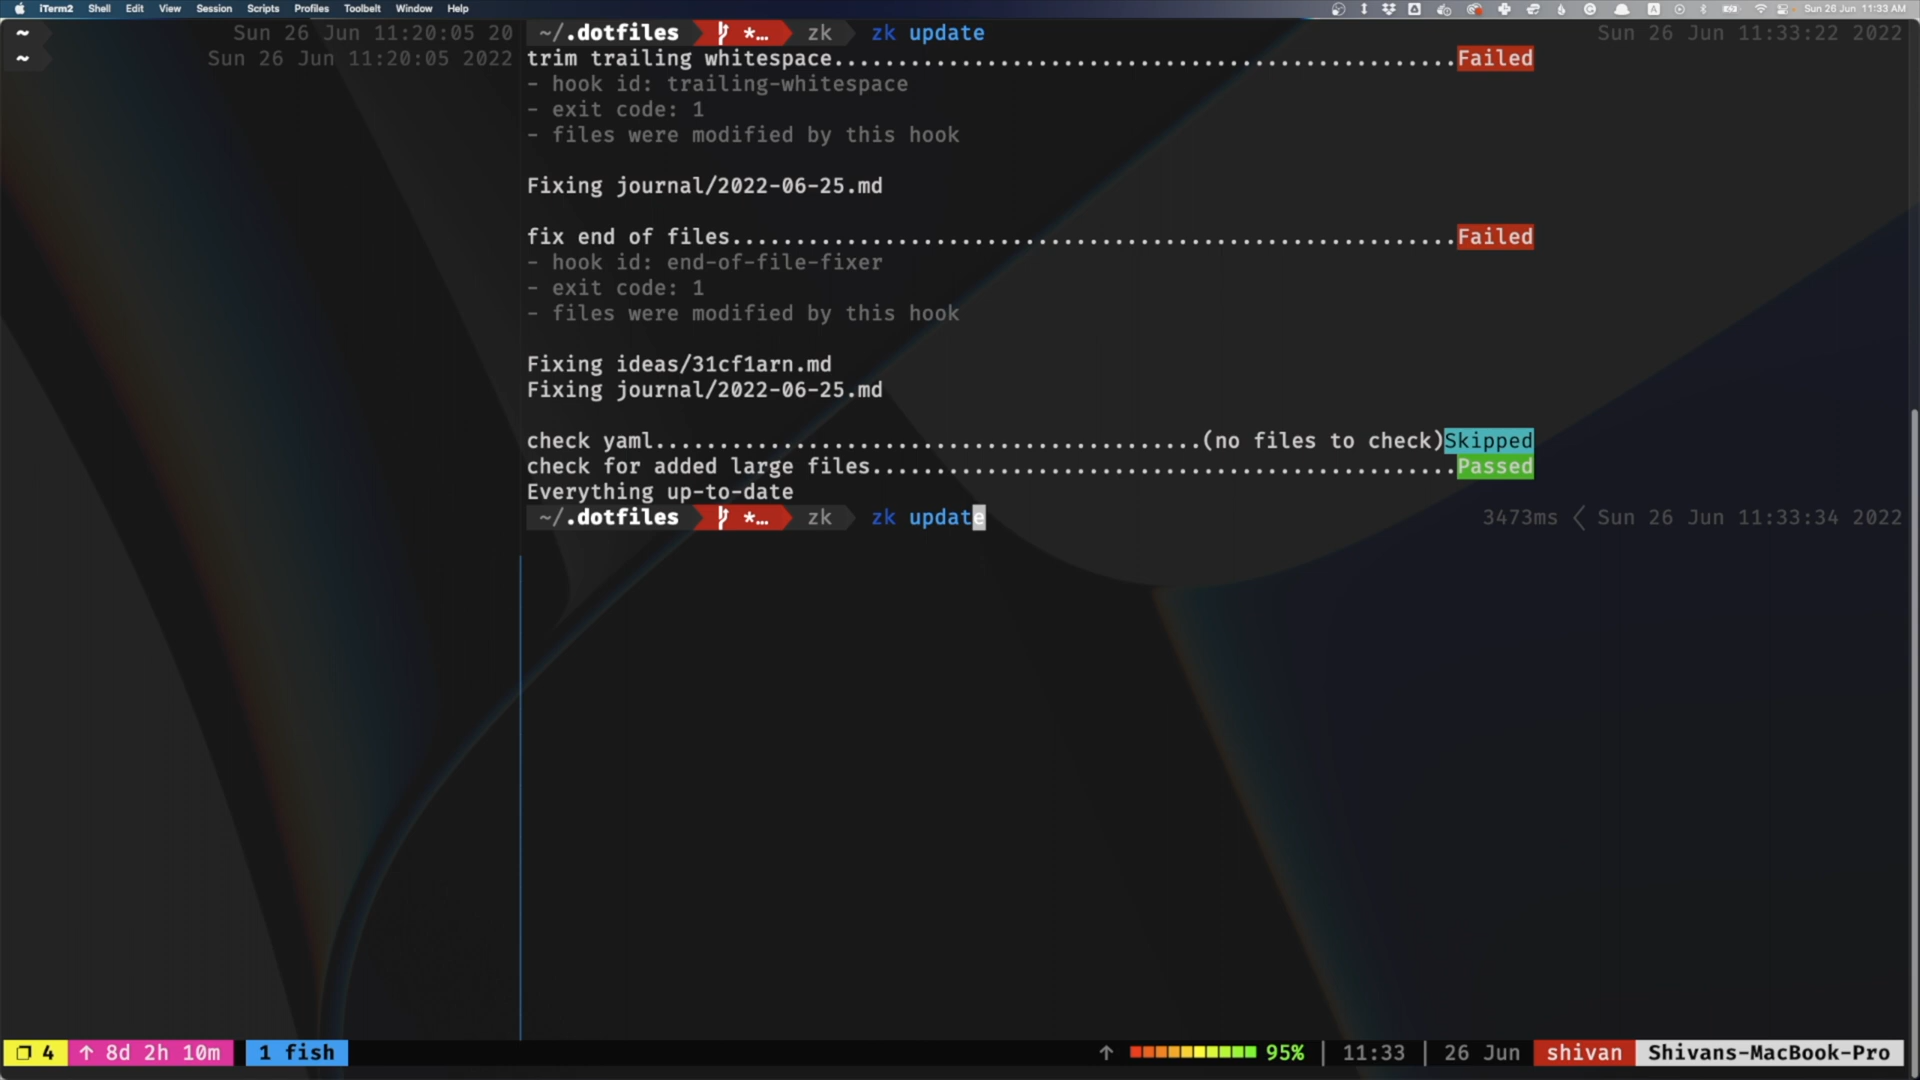 iTerm2 Shell Edit View Session Scripts Profiles Toolbelt Window Help Sun 26 Jun 11:33 AM
~ Sun 26 Jun 11:20:05 20
~ Sun 26 Jun 11:20:05 2022
~/.dotfiles *… zk zk update Sun 26 Jun 11:33:22 2022
trim trailing whitespace.................................................Failed
- hook id: trailing-whitespace
- exit code: 1
- files were modified by this hook
Fixing journal/2022-06-25.md
fix end of files.........................................................Failed
- hook id: end-of-file-fixer
- exit code: 1
- files were modified by this hook
Fixing ideas/31cf1arn.md
Fixing journal/2022-06-25.md
check yaml...........................................(no files to check)Skipped
check for added large files..............................................Passed
Everything up-to-date
~/.dotfiles *… zk zk update 3473ms < Sun 26 Jun 11:33:34 2022
4 ↑ 8d 2h 10m 1 fish ↑ 95% | 11:33 | 26 Jun shivan Shivans-MacBook-Pro